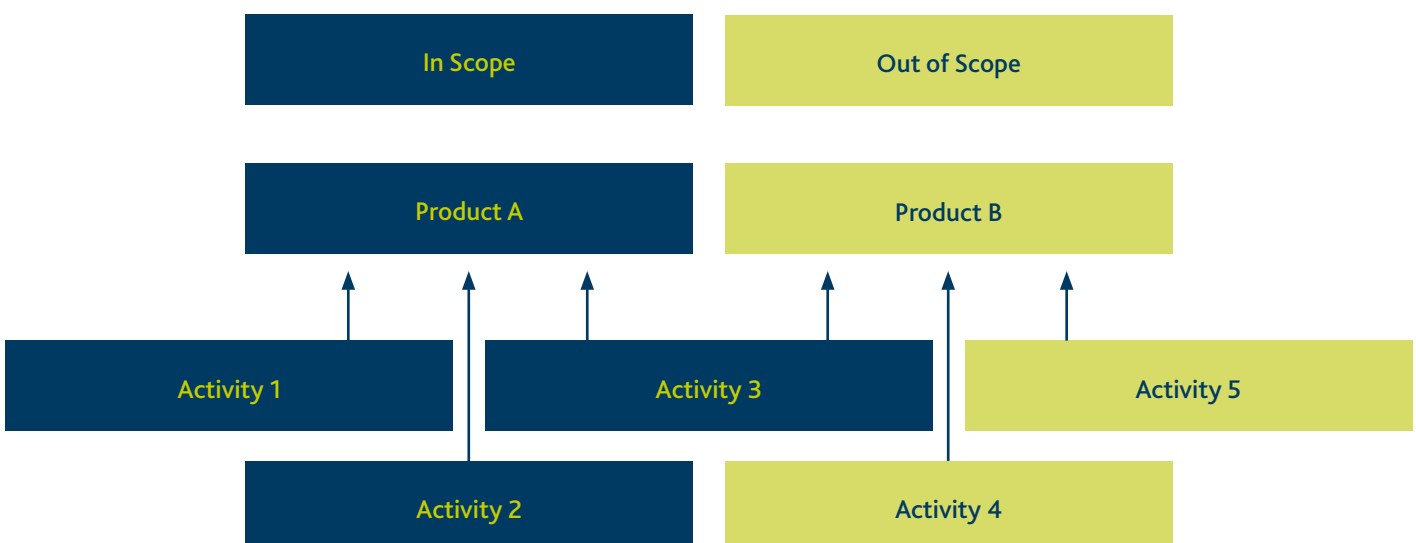 In Scope
Out of Scope
Product A
Product B
Activity 1
Activity 3
Activity 5
Activity 2
Activity 4